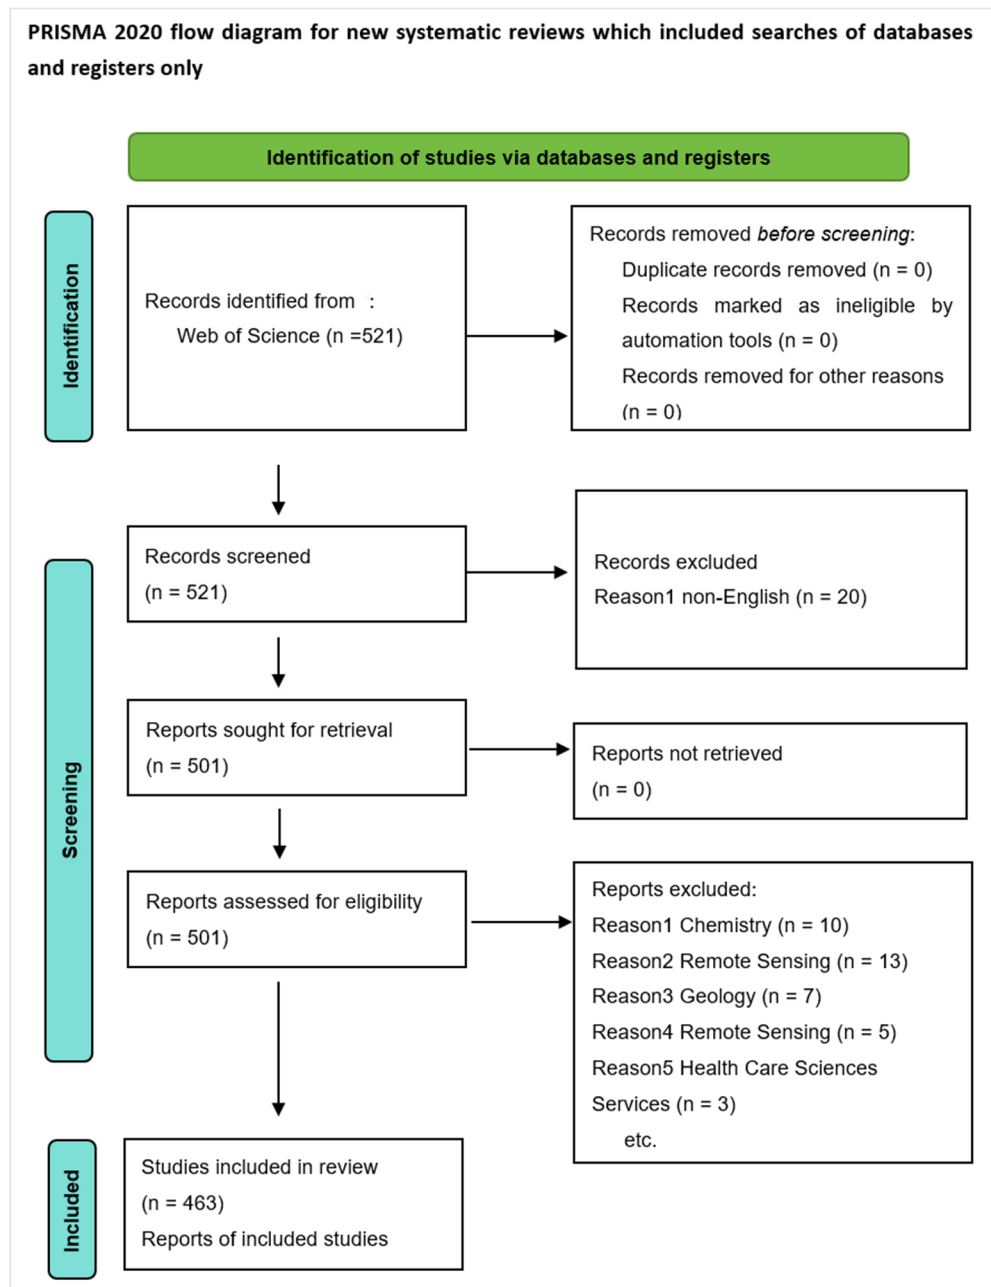 PRISMA 2020 flow diagram for new systematic reviews which included searches of databases
and registers only
Identification of studies via databases and registers
Identification
Records identified from :
Web of Science (n =521)
Records removed before screening:
Duplicate records removed (n = 0)
Records marked as ineligible by
automation tools (n = 0)
Records removed for other reasons
(n = 0)
Screening
Records screened
(n = 521)
Records excluded
Reason1 non-English (n = 20)
Reports sought for retrieval
(n = 501)
Reports not retrieved
(n = 0)
Reports assessed for eligibility
(n = 501)
Reports excluded:
Reason1 Chemistry (n = 10)
Reason2 Remote Sensing (n = 13)
Reason3 Geology (n = 7)
Reason4 Remote Sensing (n = 5)
Reason5 Health Care Sciences
Services (n = 3)
etc.
Included
Studies included in review
(n = 463)
Reports of included studies